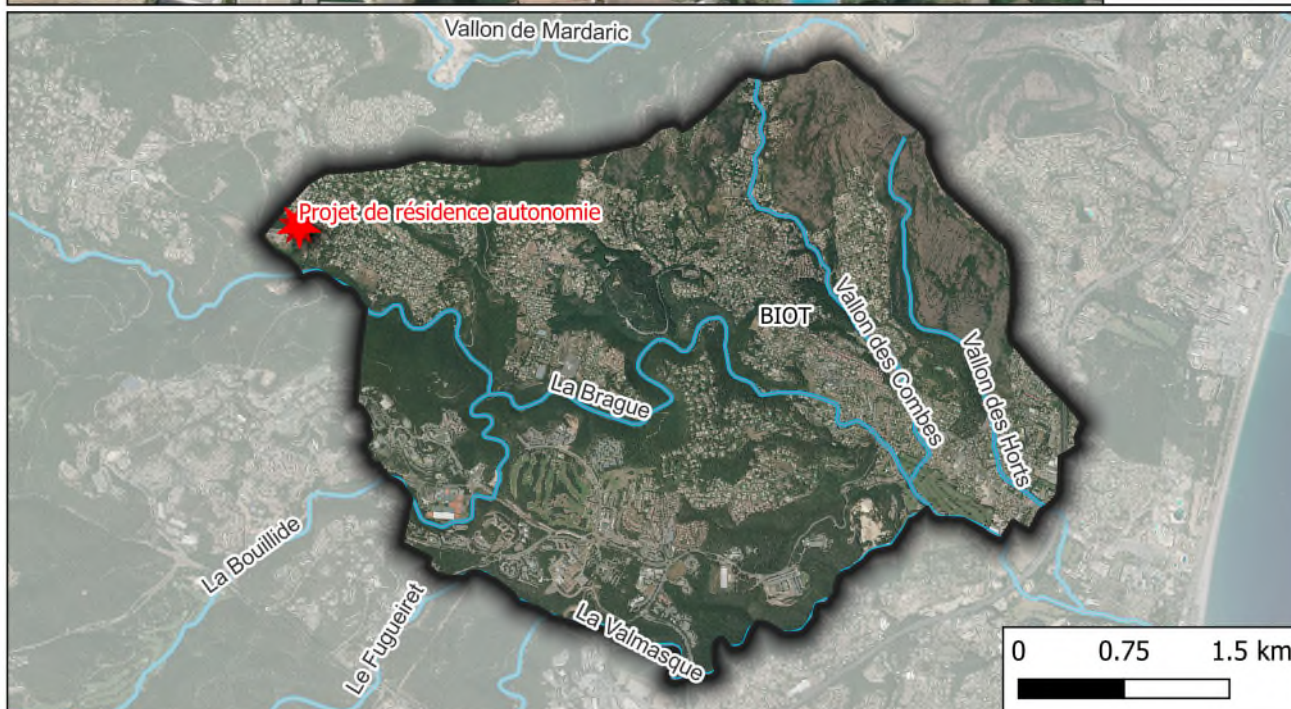 Vallon de Mardaric
Projet de résidence autonomie
BIOT
Vallon des Combes
Vallon des Horts
La Brague
La Bouillide
Le Fugueiret
La Valmasque
0 0.75 1.5 km